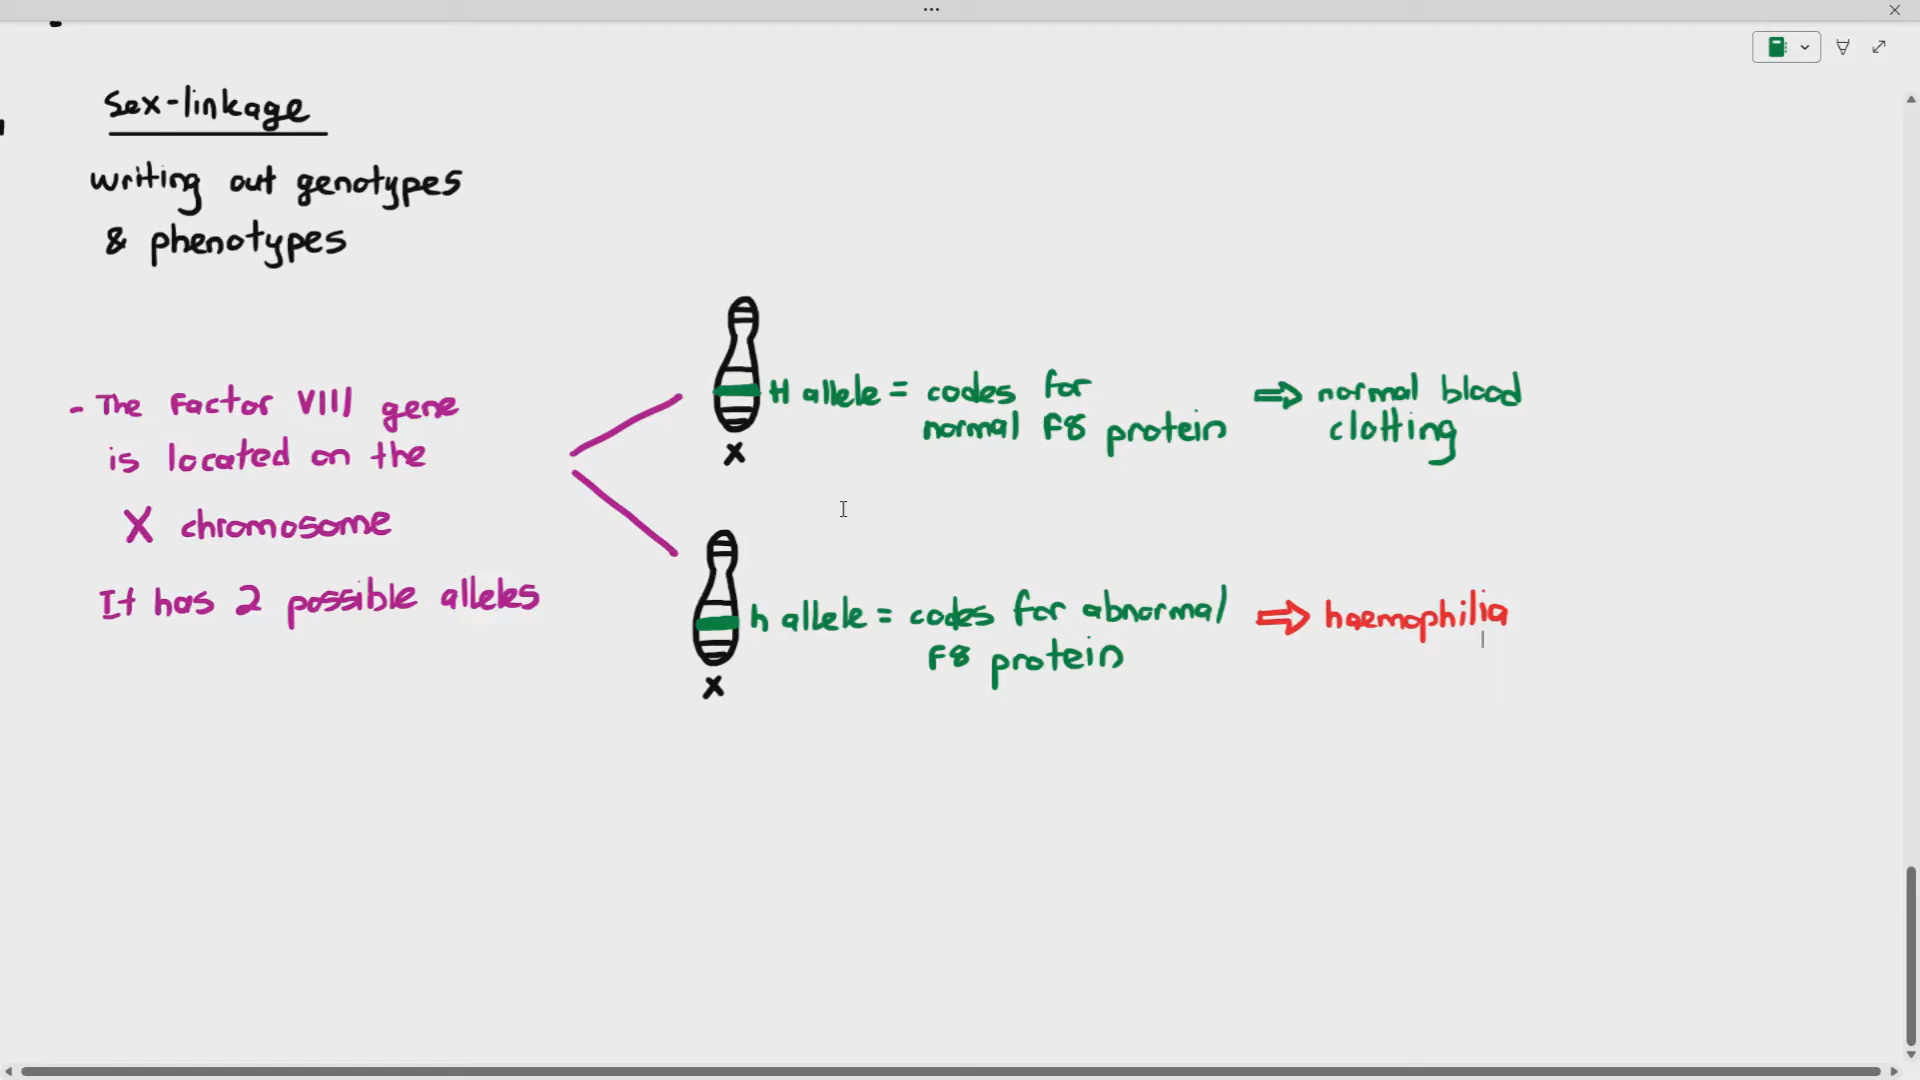 Sex-linkage
writing out genotypes
& phenotypes
- The Factor VIII gene
is located on the
X chromosome
It has 2 possible alleles
H allele = codes for
normal F8 protein
⇒ normal blood
clotting
X
h allele = codes for abnormal
F8 protein
⇒ haemophilia
X